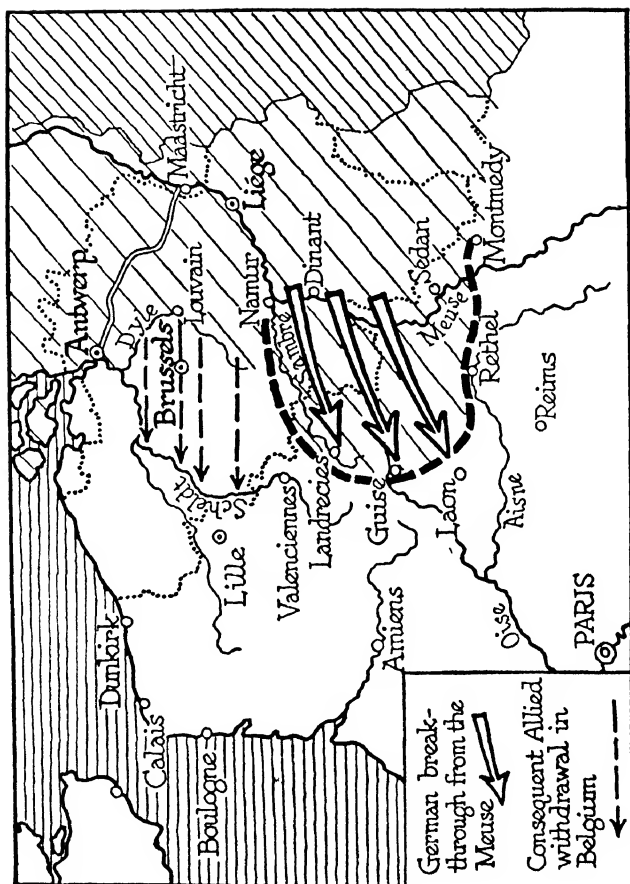 Maastricht
Antwerp
Liége
Dyle
Louvain
Brussels
Namur
Dinant
Sambre
Scheldt
Sedan
Meuse
Montmedy
Dunkirk
Lille
Valenciennes
Landrecies
Calais
Guise
Rethel
Boulogne
Laon
Reims
Aisne
Amiens
Oise
PARIS
German break-
through from the
Meuse
Consequent Allied
withdrawal in
Belgium